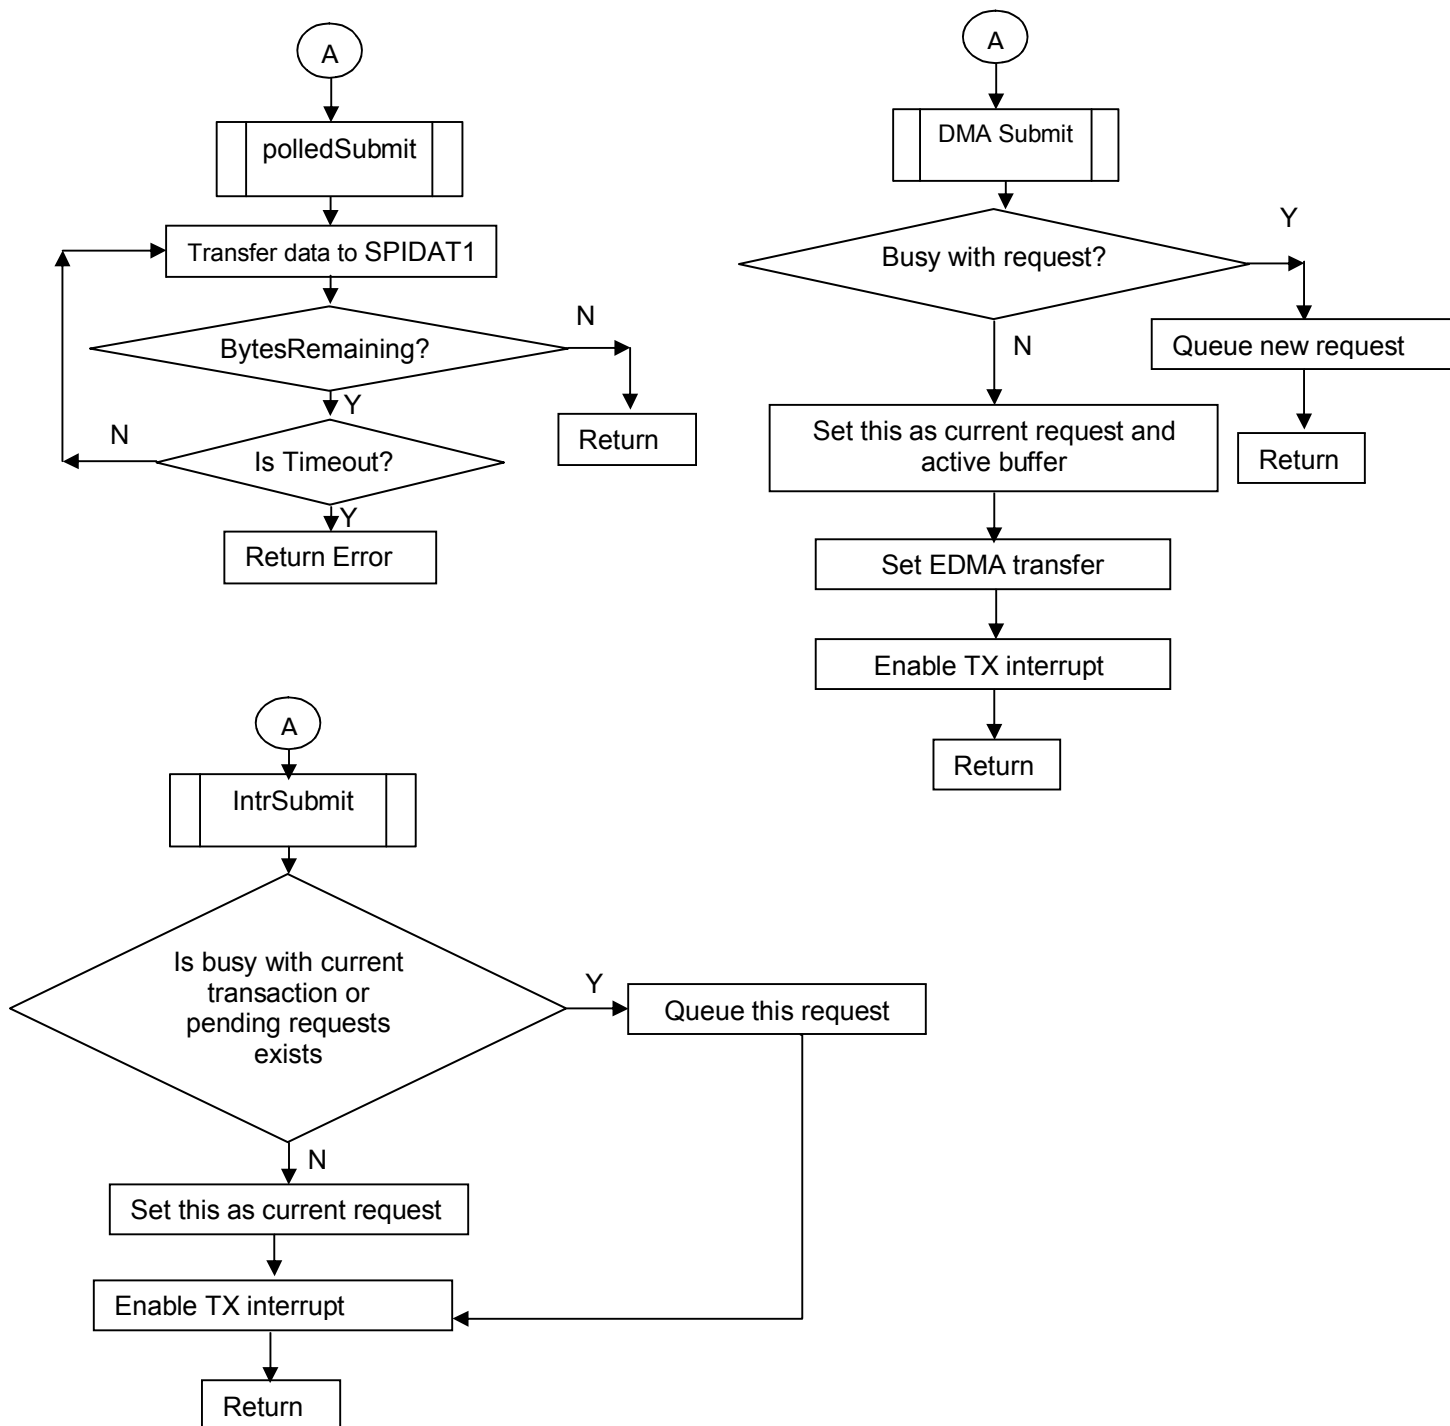 A
polledSubmit
Transfer data to SPIDAT1
BytesRemaining?
N
Return
Y
Is Timeout?
N
Y
Return Error
A
DMA Submit
Busy with request?
Y
Queue new request
Return
N
Set this as current request and
active buffer
Set EDMA transfer
Enable TX interrupt
Return
A
IntrSubmit
Is busy with current
transaction or
pending requests
exists
Y
Queue this request
N
Set this as current request
Enable TX interrupt
Return